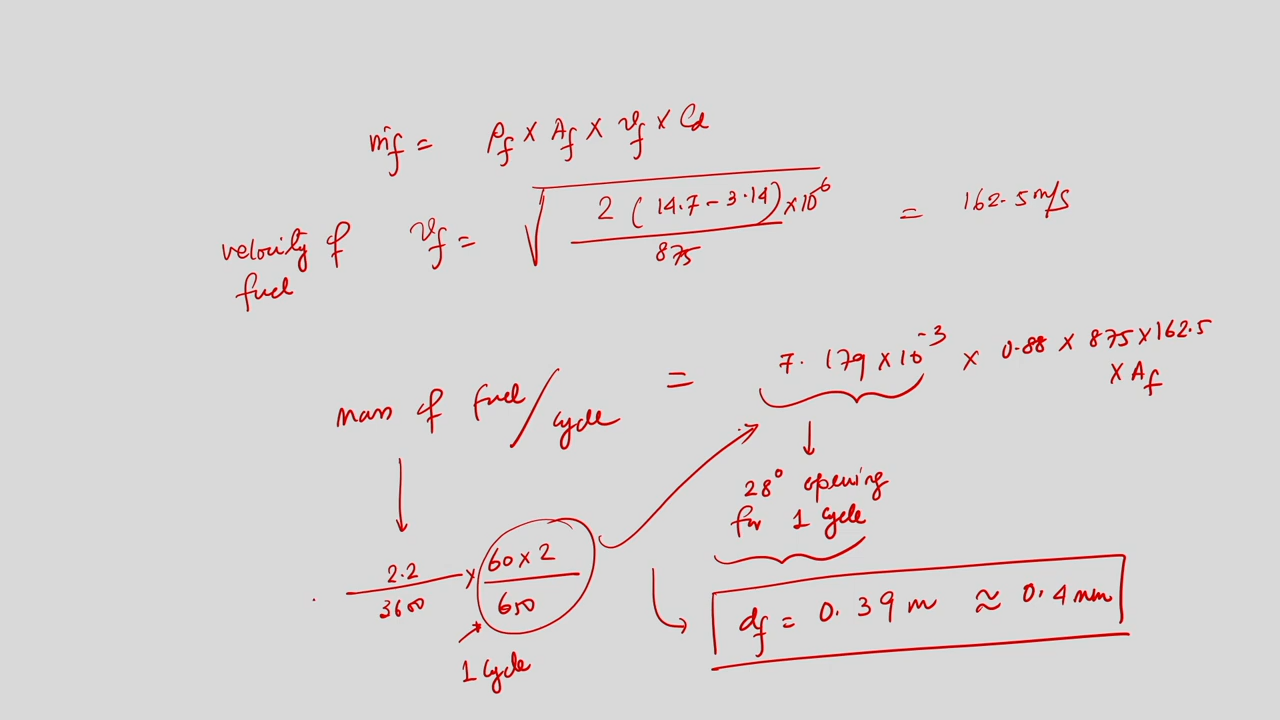 ṁf = ρf × Af × vf × Cd
velocity of fuel vf = √(2 (14.7 - 3.14) × 10^6 / 875) = 162.5 m/s
mass of fuel/cycle = 7.179 × 10^-3 × 0.88 × 875 × 162.5
× Af
28° opening
for 1 cycle
2.2/3600 × 60 × 2/650
1 cycle
df = 0.39 m ≈ 0.4 mm